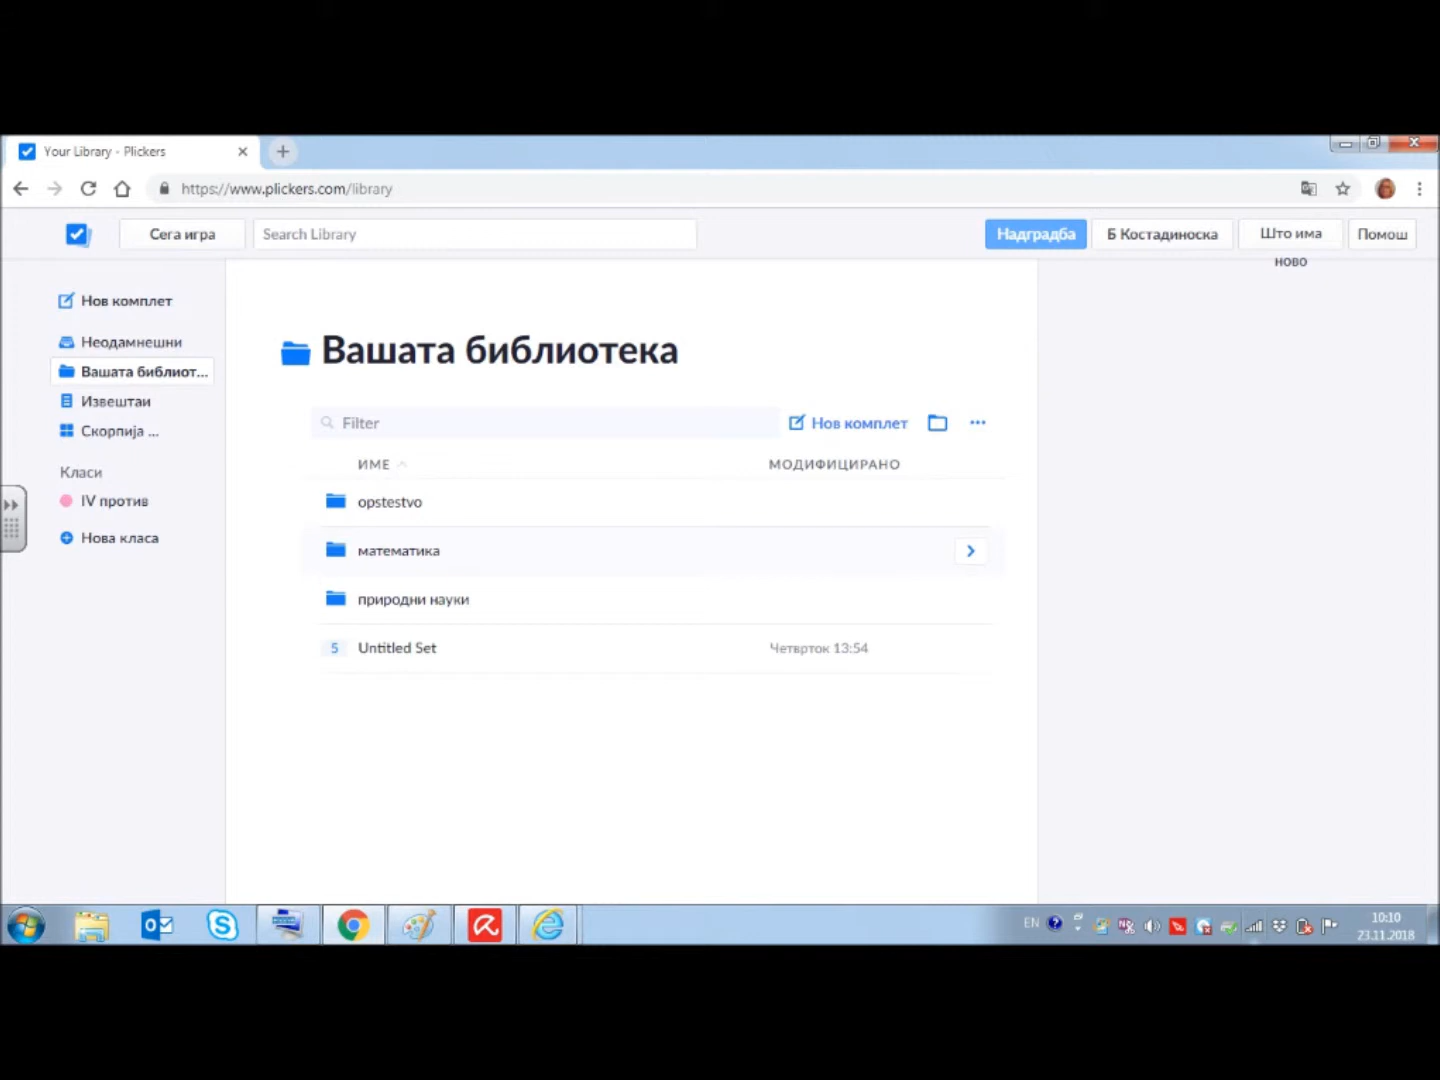 Your Library - Plickers
https://www.plickers.com/library
Сега игра
Search Library
Надградба
Б Костадиноска
Што има ново
Помош
Нов комплет
Неодамнешни
Вашата библиот...
Извештаи
Скорпија ...
Класи
IV против
Нова класа
Вашата библиотека
Filter
Нов комплет
ИМЕ
МОДИФИЦИРАНО
opstestvo
математика
природни науки
5 Untitled Set Четврток 13:54
EN
10:10
23.11.2018